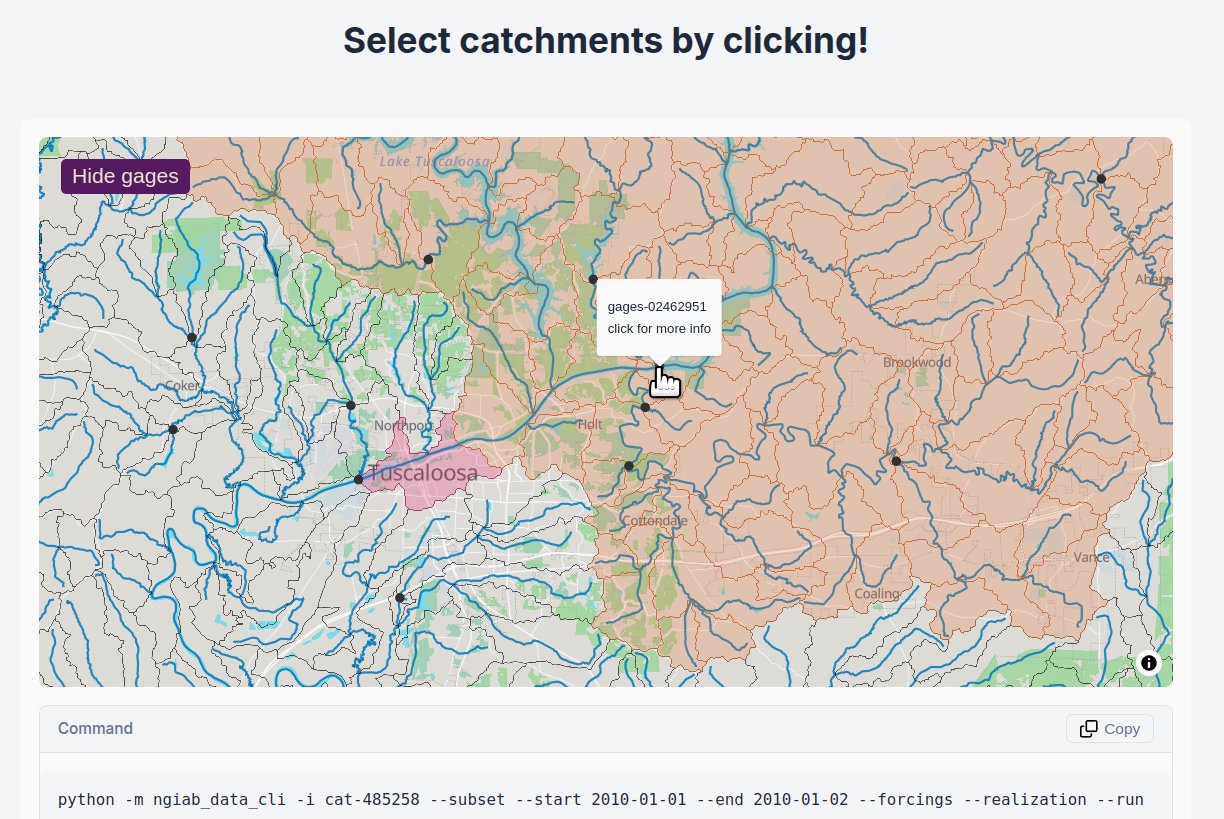 Select catchments by clicking!
Lake Tuscaloosa
Hide gages
gages-02462951
click for more info
Brookwood
Coker
Northport
Holt
Tuscaloosa
Cottondale
Vance
Coaling
Command
Copy
python -m ngiab_data_cli -i cat-485258 --subset --start 2010-01-01 --end 2010-01-02 --forcings --realization --run